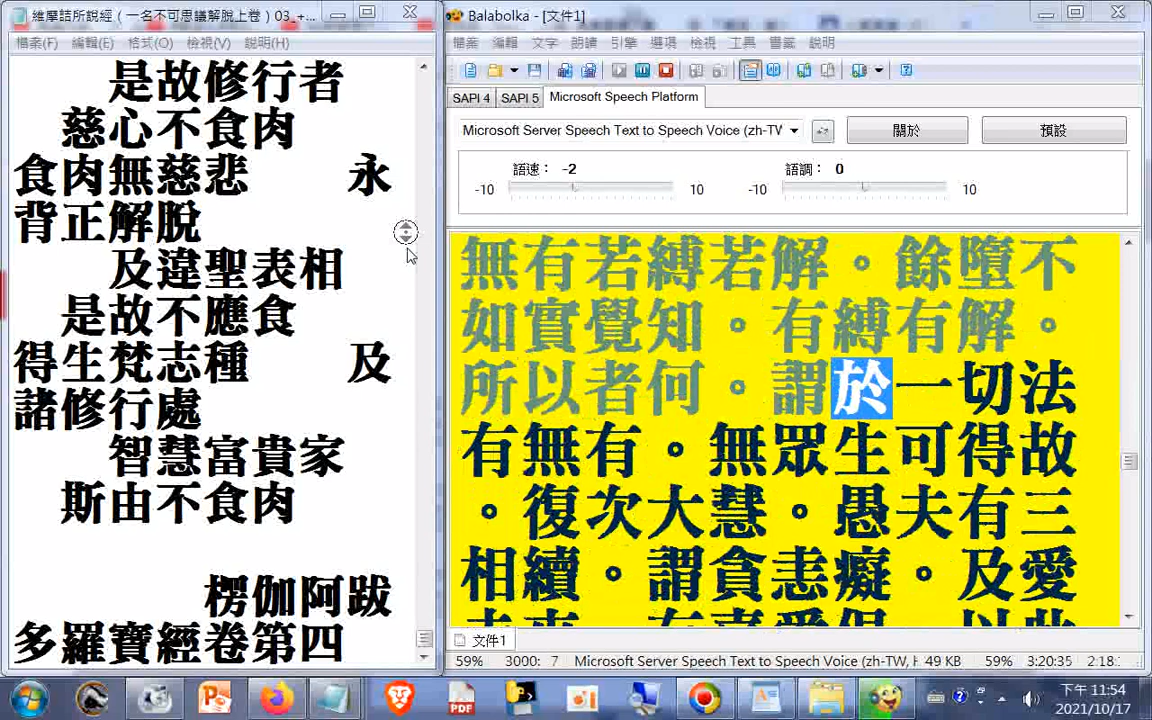 維摩詰所說經（一名不可思議解脫上卷）03_+...
檔案(F) 編輯(E) 格式(O) 檢視(V) 說明(H)
是故修行者
慈心不食肉
食肉無慈悲 永
背正解脫
及違聖表相
是故不應食
得生梵志種 及
諸修行處
智慧富貴家
斯由不食肉
楞伽阿跋
多羅寶經卷第四
Balabolka - [文件1]
檔案 編輯 文字 朗讀 引擎 選項 檢視 工具 書籤 說明
SAPI 4 SAPI 5 Microsoft Speech Platform
Microsoft Server Speech Text to Speech Voice (zh-TW 關於 預設
語速： -2 語調： 0
-10 10 -10 10
無有若縛若解。餘墮不
如實覺知。有縛有解。
所以者何。謂於一切法
有無有。無眾生可得故
。復次大慧。愚夫有三
相續。謂貪恚癡。及愛
文件1
59% 3000: 7 Microsoft Server Speech Text to Speech Voice (zh-TW, H 49 KB 59% 3:20:35 2:18:
PDF
下午 11:54
2021/10/17